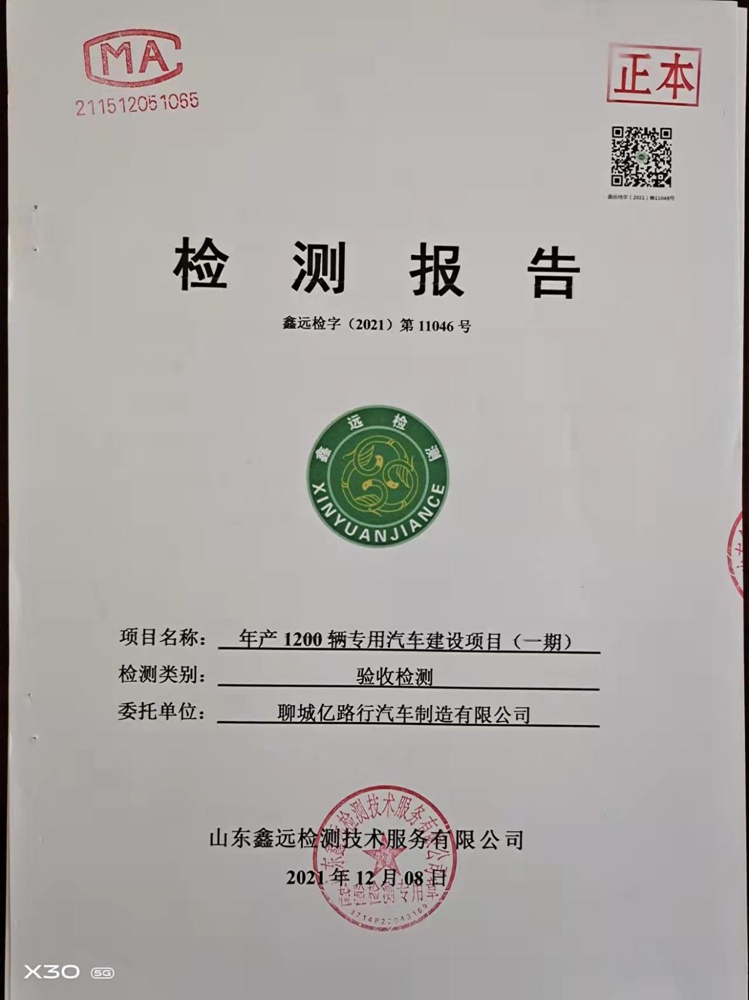 MA
211512051065
正本
鑫远检字（2021）第11046号
检测报告
鑫远检字（2021）第 11046 号
鑫远检测
XINYUANJIANCE
项目名称： 年产 1200 辆专用汽车建设项目（一期）
检测类别： 验收检测
委托单位： 聊城亿路行汽车制造有限公司
山东鑫远检测技术服务有限公司
2021 年 12 月 08 日
山东鑫远检测技术服务有限公司
检验检测专用章
X30 5G